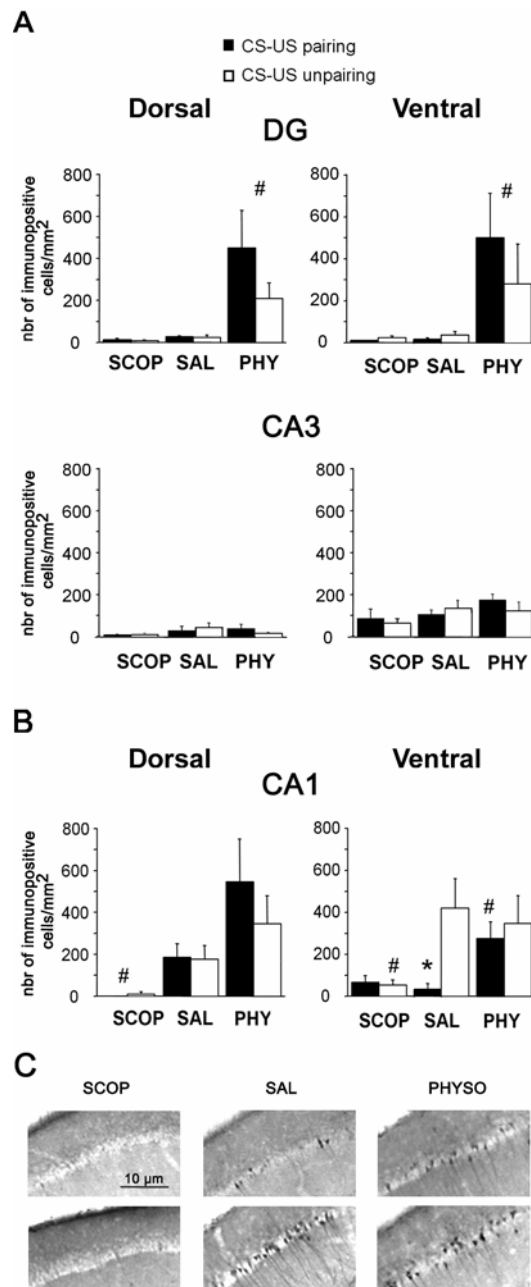 A
CS-US pairing
CS-US unpairing
Dorsal Ventral
DG
nbr of immunopositive
cells/mm2
800
600
400
200
0
#
SCOP SAL PHY
800
600
400
200
0
#
SCOP SAL PHY
CA3
nbr of immunopositive
cells/mm2
800
600
400
200
0
SCOP SAL PHY
800
600
400
200
0
SCOP SAL PHY
B
Dorsal Ventral
CA1
nbr of immunopositive
cells/mm2
800
600
400
200
0
#
SCOP SAL PHY
800
600
400
200
0
# * #
SCOP SAL PHY
C
SCOP SAL PHYSO
10 µm